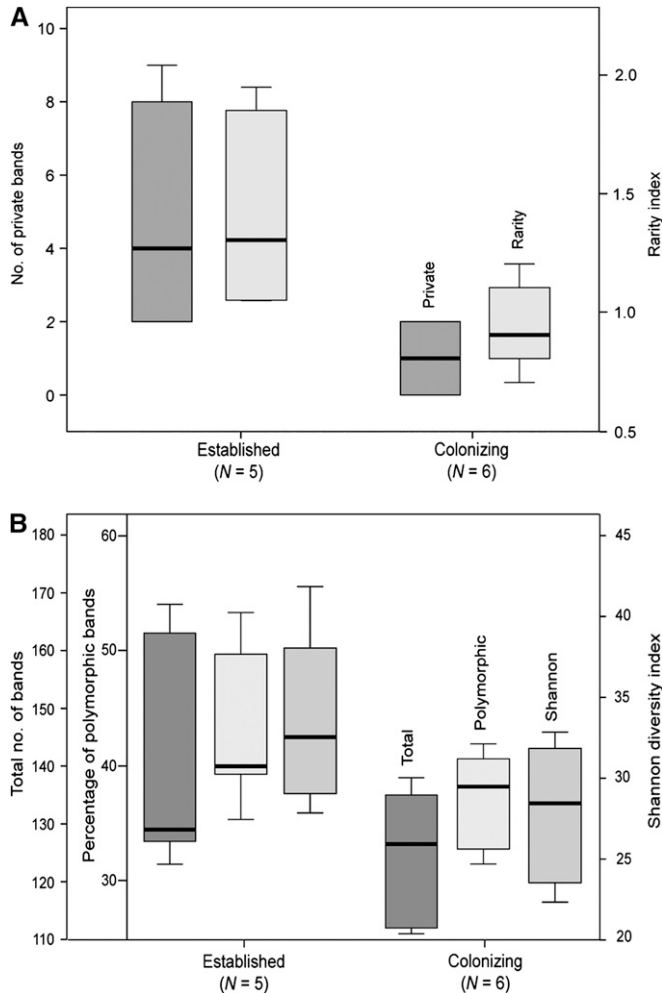 A
10
8
6
4
2
0
No. of private bands
2.0
1.5
1.0
0.5
Rarity index
Private
Rarity
Established
(N = 5)
Colonizing
(N = 6)
B
180
170
160
150
140
130
120
110
Total no. of bands
60
50
40
30
Percentage of polymorphic bands
45
40
35
30
25
20
Shannon diversity index
Total
Polymorphic
Shannon
Established
(N = 5)
Colonizing
(N = 6)